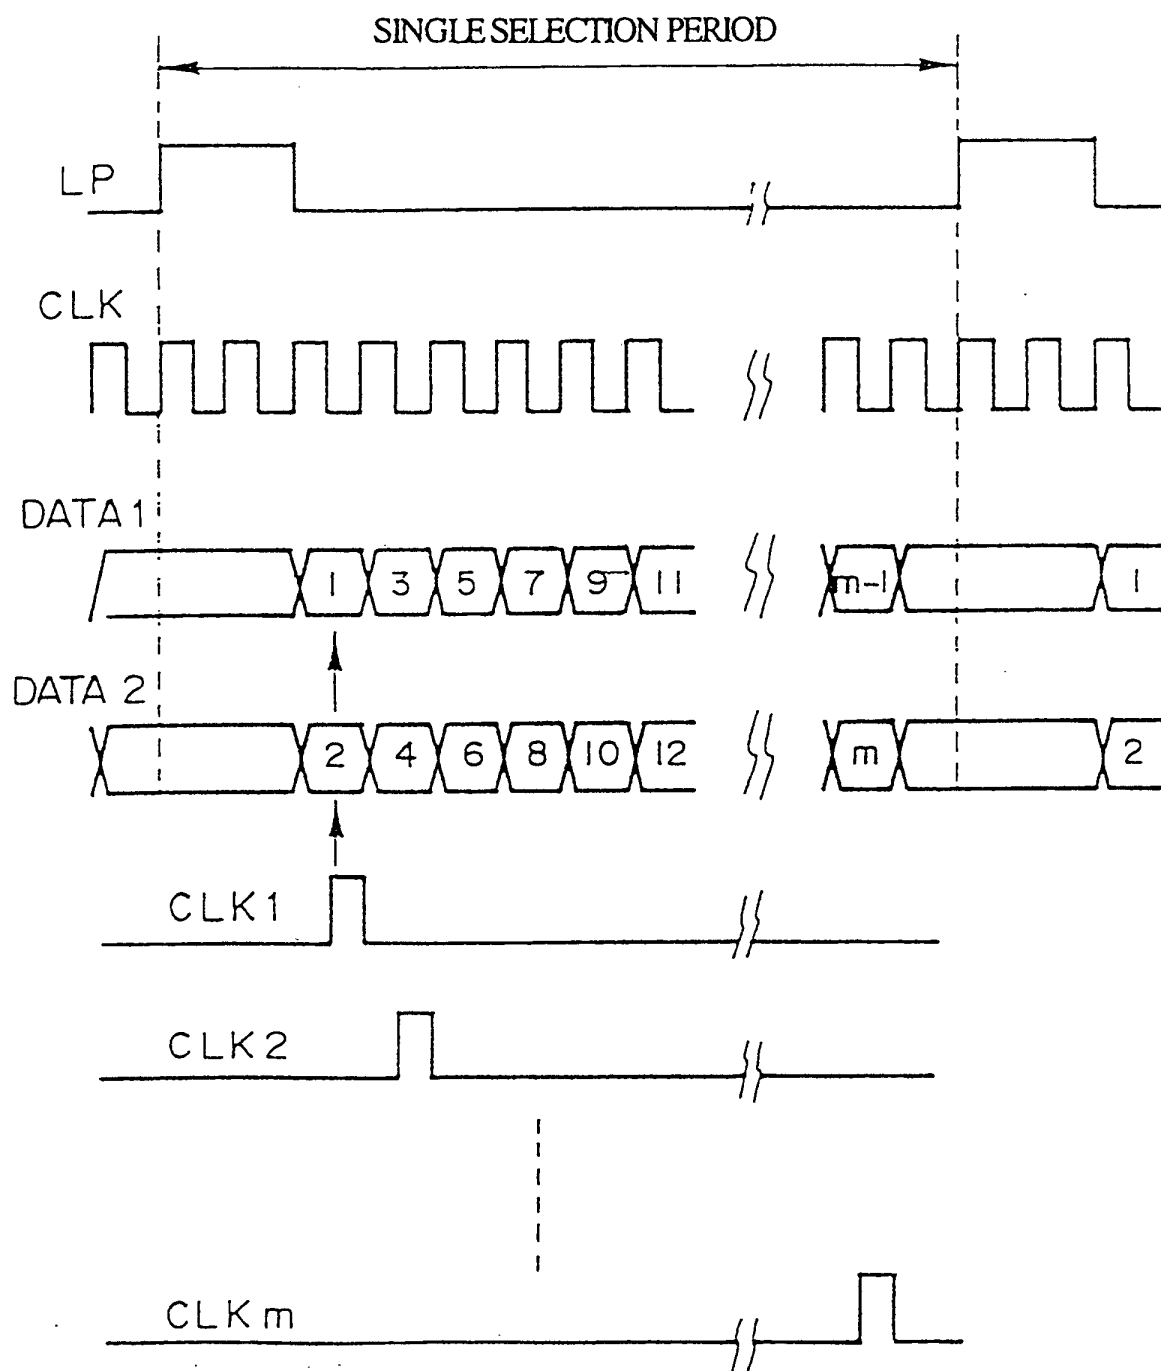 SINGLE SELECTION PERIOD
LP
CLK
DATA 1
1 3 5 7 9 11 m-1 1
DATA 2
2 4 6 8 10 12 m 2
CLK1
CLK2
CLKm